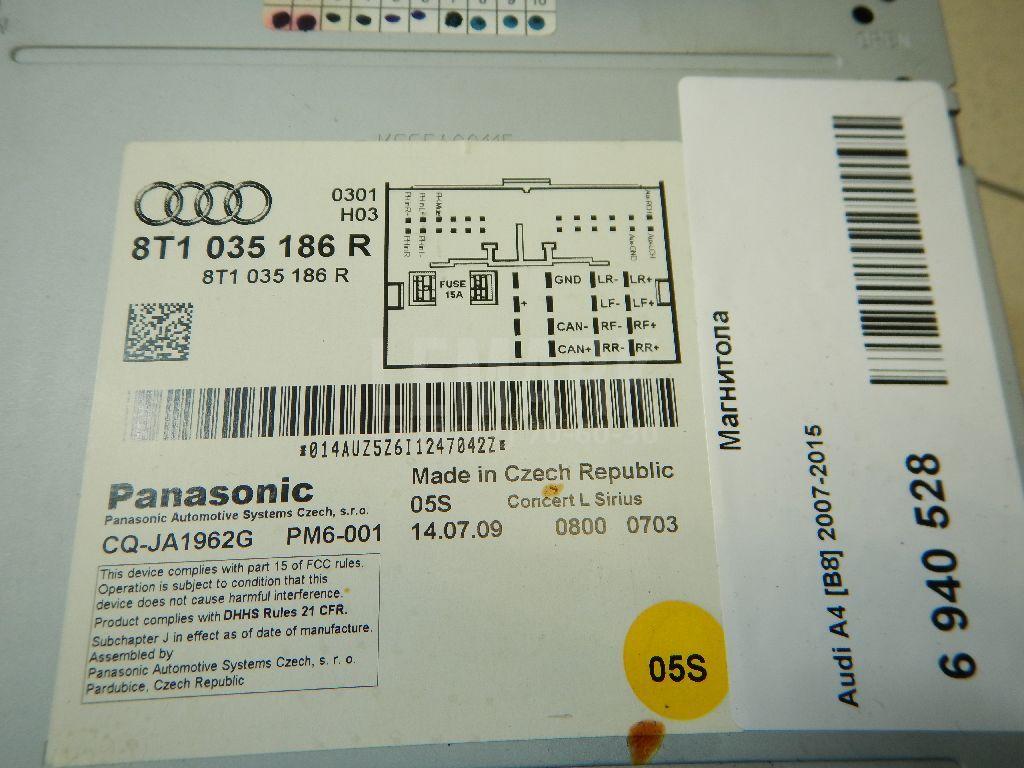 0301
H03
8T1 035 186 R
8T1 035 186 R
FUSE
15A
GND LR- LR+
+ LF- LF+
CAN- RF- RF+
CAN+ RR- RR+
*014AUZ5Z611247042Z*
Panasonic
Panasonic Automotive Systems Czech, s.r.o.
CQ-JA1962G PM6-001
Made in Czech Republic
05S Concert L Sirius
14.07.09 0800 0703
This device complies with part 15 of FCC rules.
Operation is subject to condition that this
device does not cause harmful interference.
Product complies with DHHS Rules 21 CFR.
Subchapter J in effect as of date of manufacture.
Assembled by
Panasonic Automotive Systems Czech, s. r. o.
Pardubice, Czech Republic
05S
Магнитола
Audi A4 [B8] 2007-2015
6 940 528